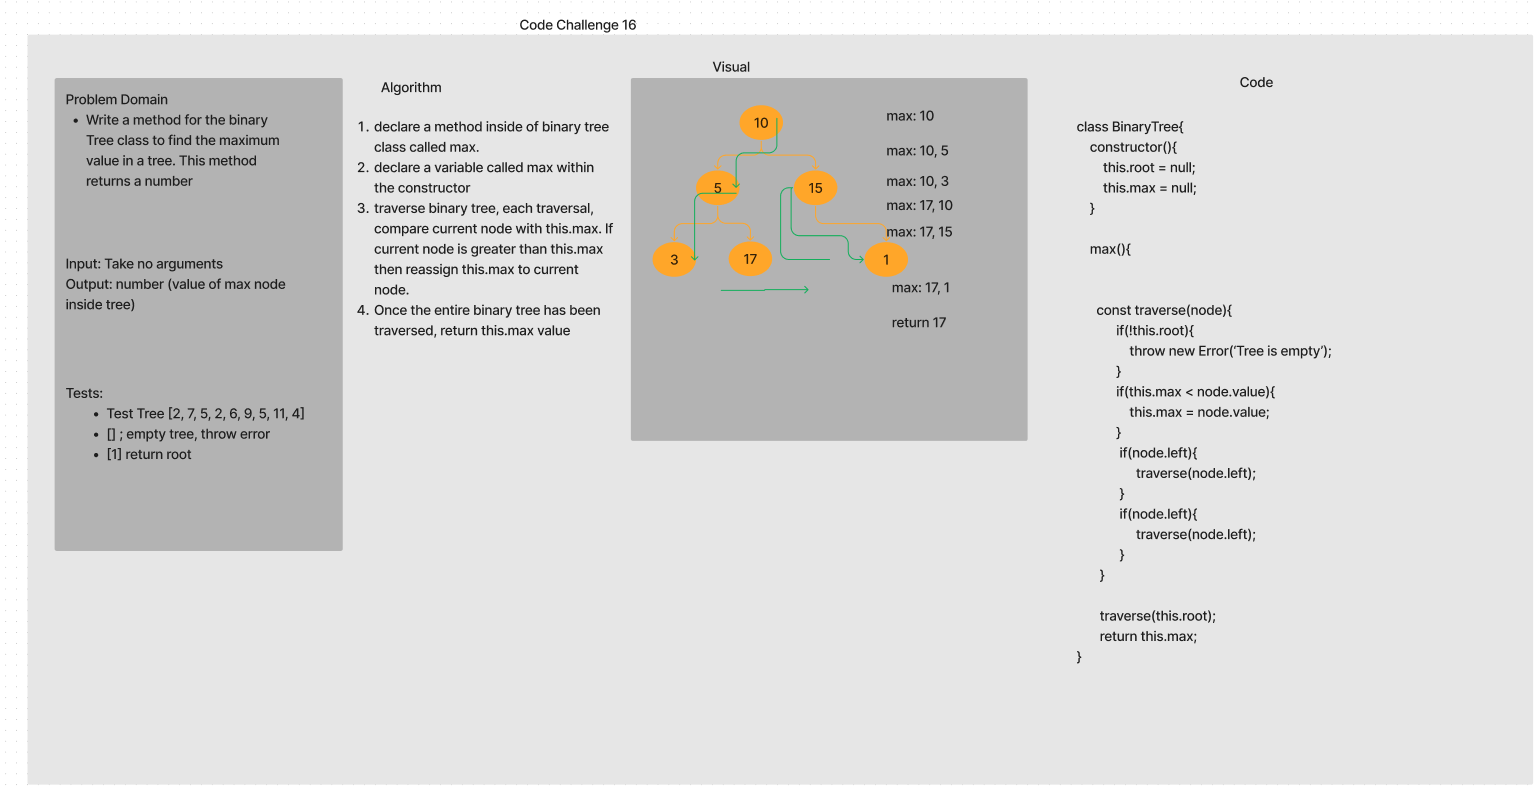 Code Challenge 16
Problem Domain
• Write a method for the binary
Tree class to find the maximum
value in a tree. This method
returns a number
Input: Take no arguments
Output: number (value of max node
inside tree)
Tests:
• Test Tree [2, 7, 5, 2, 6, 9, 5, 11, 4]
• [] ; empty tree, throw error
• [1] return root
Algorithm
1. declare a method inside of binary tree
class called max.
2. declare a variable called max within
the constructor
3. traverse binary tree, each traversal,
compare current node with this.max. If
current node is greater than this.max
then reassign this.max to current
node.
4. Once the entire binary tree has been
traversed, return this.max value
Visual
10
5
15
3
17
1
max: 10
max: 10, 5
max: 10, 3
max: 17, 10
max: 17, 15
max: 17, 1
return 17
Code
class BinaryTree{
constructor(){
this.root = null;
this.max = null;
}
max(){
const traverse(node){
if(!this.root){
throw new Error(‘Tree is empty’);
}
if(this.max < node.value){
this.max = node.value;
}
if(node.left){
traverse(node.left);
}
if(node.left){
traverse(node.left);
}
}
traverse(this.root);
return this.max;
}